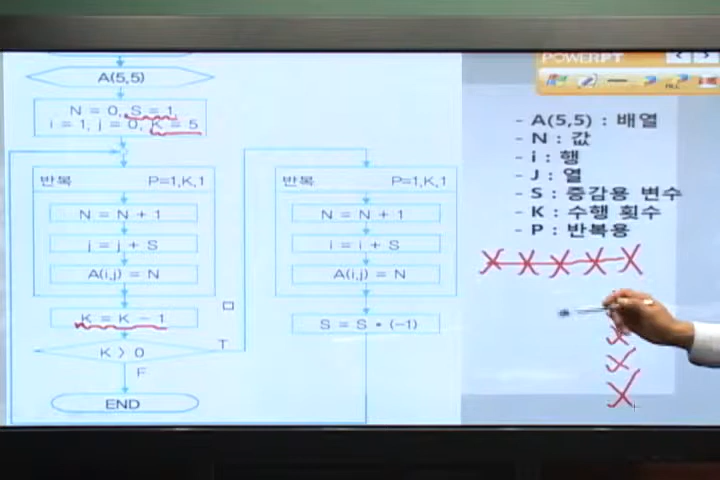 POWERPT
A(5,5)
N = 0, S = 1,
i = 1, j = 0, K = 5
반복 P=1,K,1
N = N + 1
j = j + S
A(i,j) = N
K = K - 1
K > 0
T
F
END
반복 P=1,K,1
N = N + 1
i = i + S
A(i,j) = N
S = S * (-1)
- A(5,5) : 배열
- N : 값
- i : 행
- J : 열
- S : 증감용 변수
- K : 수행 횟수
- P : 반복용
X X X X X
X
X
X